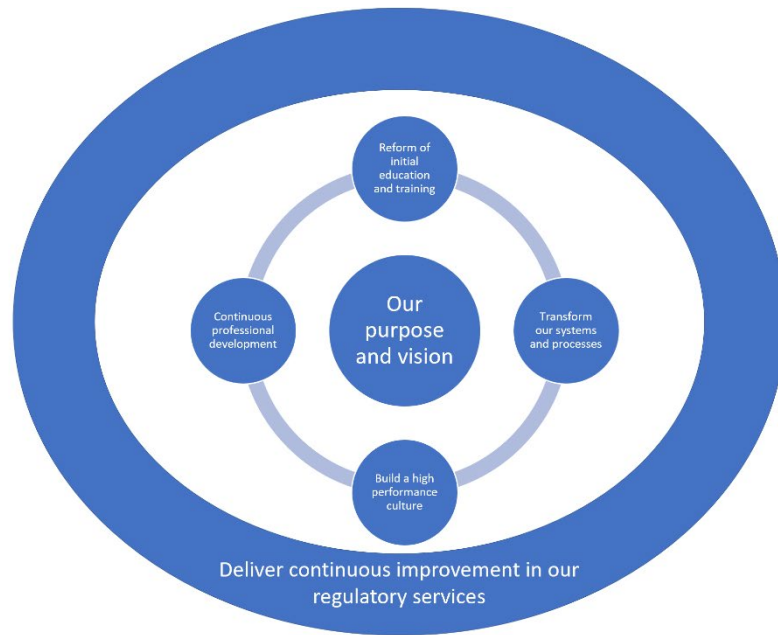 Reform of
initial
education
and training
Continuous
professional
development
Our
purpose
and vision
Transform
our systems
and processes
Build a high
performance
culture
Deliver continuous improvement in our
regulatory services